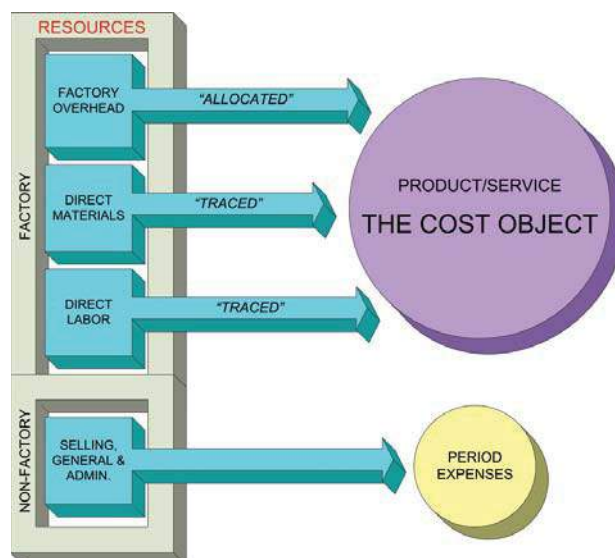 RESOURCES
FACTORY
FACTORY
OVERHEAD
“ALLOCATED”
DIRECT
MATERIALS
“TRACED”
DIRECT
LABOR
“TRACED”
PRODUCT/SERVICE
THE COST OBJECT
NON-FACTORY
SELLING,
GENERAL &
ADMIN.
PERIOD
EXPENSES